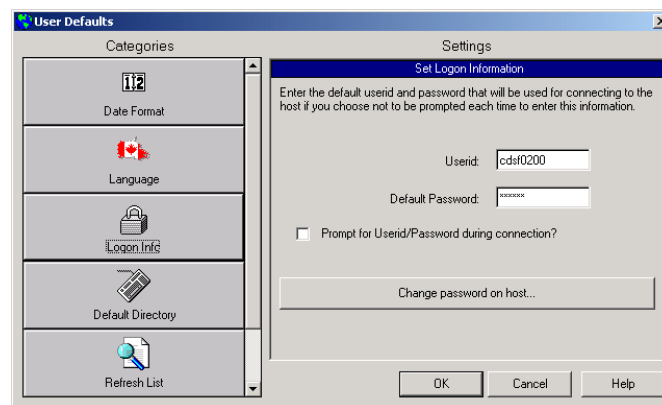 User Defaults
Categories
Settings
Date Format
Language
Logon Info
Default Directory
Refresh List
Set Logon Information
Enter the default userid and password that will be used for connecting to the
host if you choose not to be prompted each time to enter this information.
Userid: cdsf0200
Default Password: xxxxxx
Prompt for Userid/Password during connection?
Change password on host...
OK Cancel Help